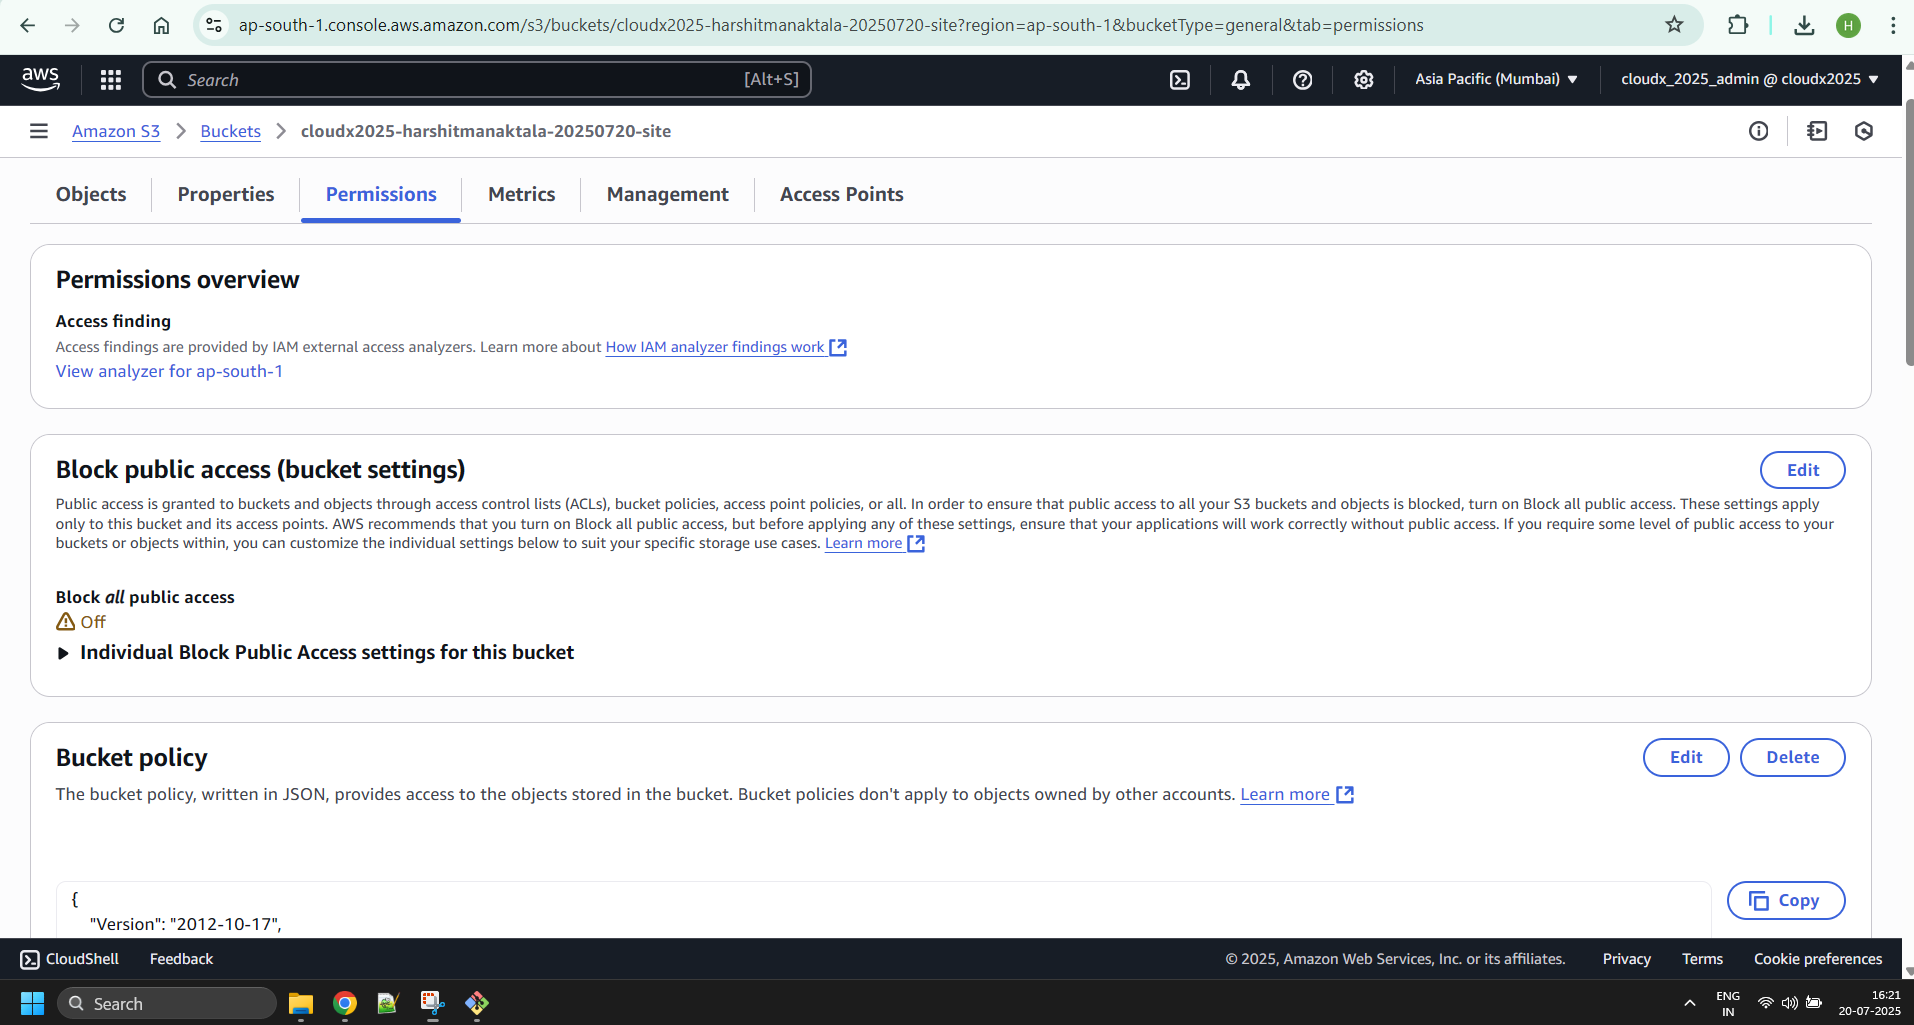 ap-south-1.console.aws.amazon.com/s3/buckets/cloudx2025-harshitmanaktala-20250720-site?region=ap-south-1&bucketType=general&tab=permissions
H
aws
Search
[Alt+S]
Asia Pacific (Mumbai)
cloudx_2025_admin @ cloudx2025
Amazon S3
Buckets
cloudx2025-harshitmanaktala-20250720-site
Objects
Properties
Permissions
Metrics
Management
Access Points
Permissions overview
Access finding
Access findings are provided by IAM external access analyzers. Learn more about How IAM analyzer findings work
View analyzer for ap-south-1
Block public access (bucket settings)
Edit
Public access is granted to buckets and objects through access control lists (ACLs), bucket policies, access point policies, or all. In order to ensure that public access to all your S3 buckets and objects is blocked, turn on Block all public access. These settings apply
only to this bucket and its access points. AWS recommends that you turn on Block all public access, but before applying any of these settings, ensure that your applications will work correctly without public access. If you require some level of public access to your
buckets or objects within, you can customize the individual settings below to suit your specific storage use cases. Learn more
Block all public access
Off
Individual Block Public Access settings for this bucket
Bucket policy
Edit
Delete
The bucket policy, written in JSON, provides access to the objects stored in the bucket. Bucket policies don't apply to objects owned by other accounts. Learn more
{
"Version": "2012-10-17",
Copy
CloudShell
Feedback
© 2025, Amazon Web Services, Inc. or its affiliates.
Privacy
Terms
Cookie preferences
Search
ENG
IN
16:21
20-07-2025